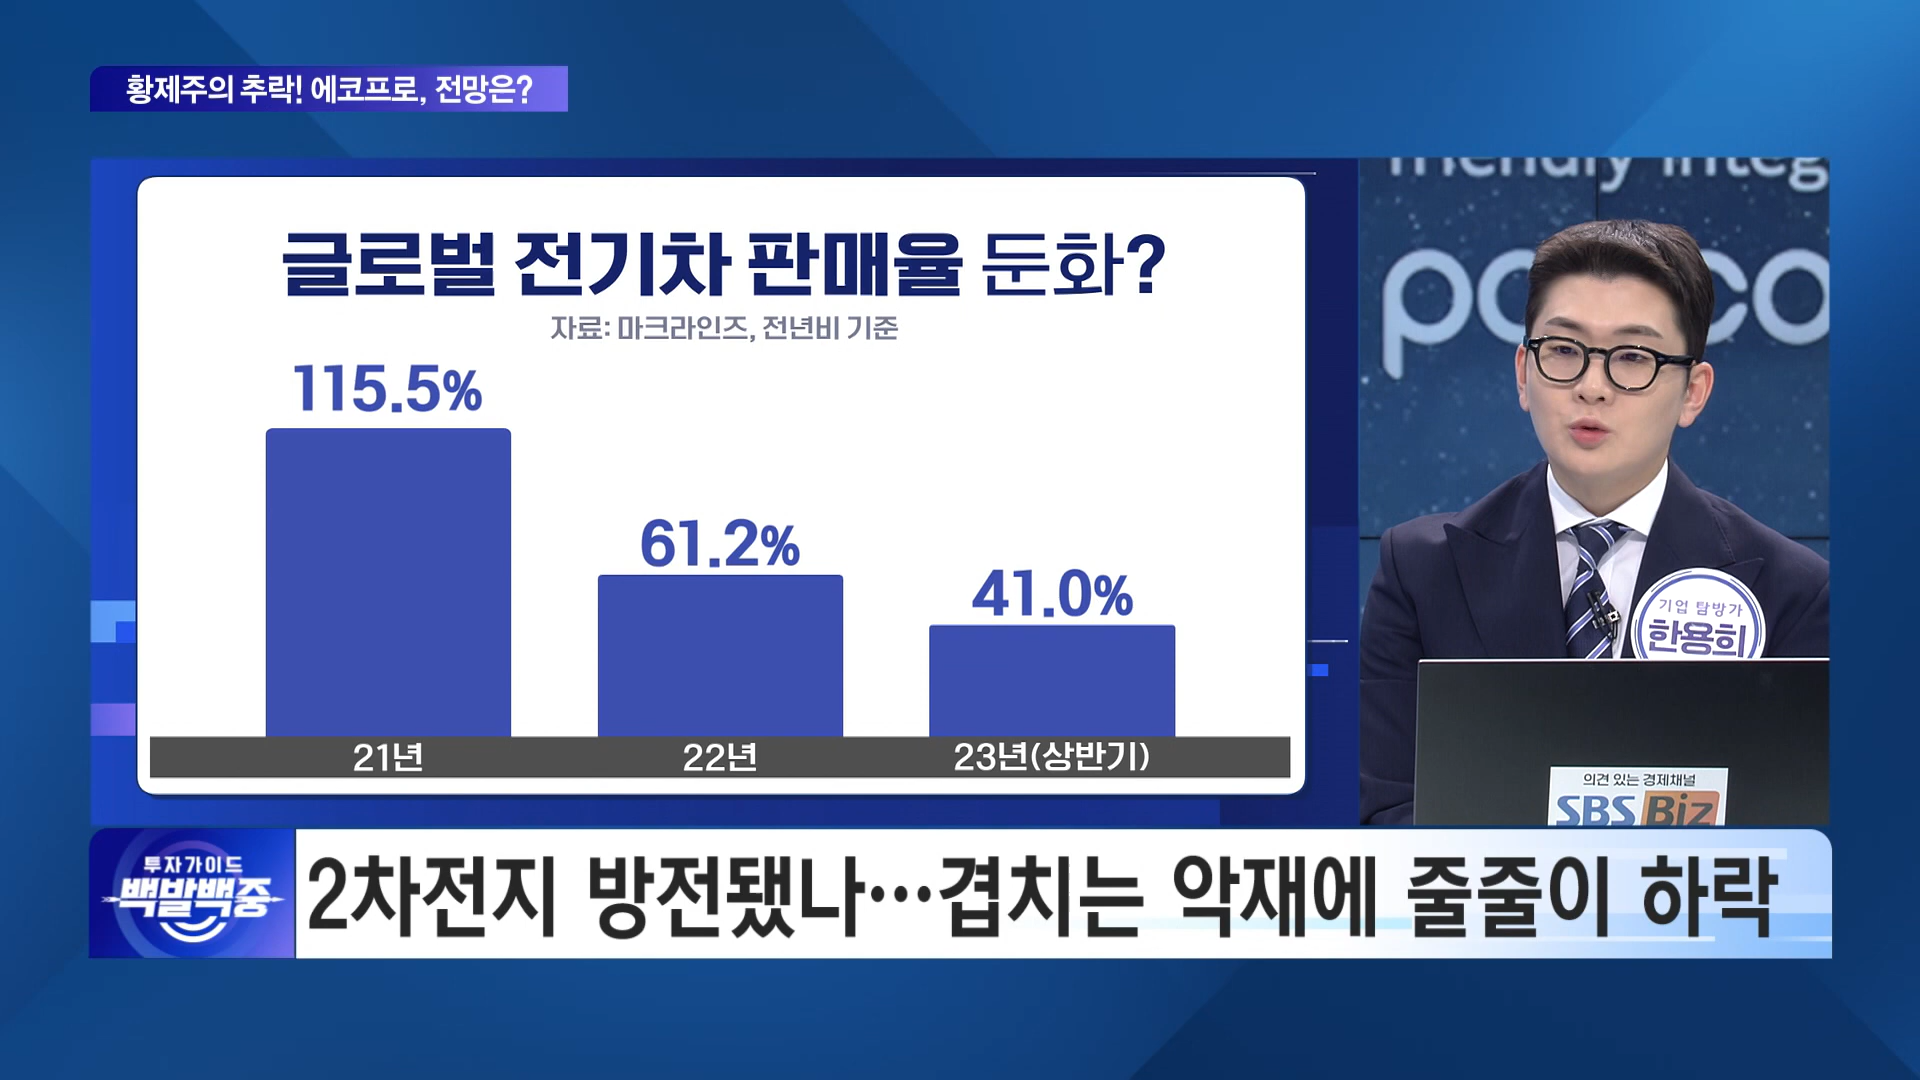 황제주의 추락! 에코프로, 전망은?
글로벌 전기차 판매율 둔화?
자료: 마크라인즈, 전년비 기준
115.5%
61.2%
41.0%
21년
22년
23년(상반기)
friendly integ
po co
기업 탐방가
한용희
의견 있는 경제채널
SBS Biz
투자가이드
백발백중
2차전지 방전됐나…겹치는 악재에 줄줄이 하락